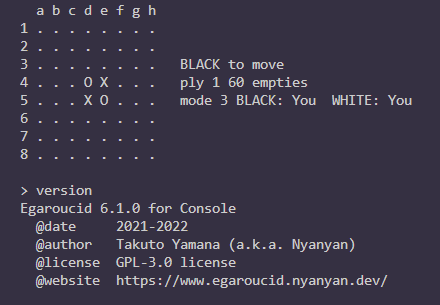 a b c d e f g h
1 . . . . . . . .
2 . . . . . . . .
3 . . . . . . . .   BLACK to move
4 . . . O X . . .   ply 1 60 empties
5 . . . X O . . .   mode 3 BLACK: You  WHITE: You
6 . . . . . . . .
7 . . . . . . . .
8 . . . . . . . .
> version
Egaroucid 6.1.0 for Console
@date     2021-2022
@author   Takuto Yamana (a.k.a. Nyanyan)
@license  GPL-3.0 license
@website  https://www.egaroucid.nyanyan.dev/